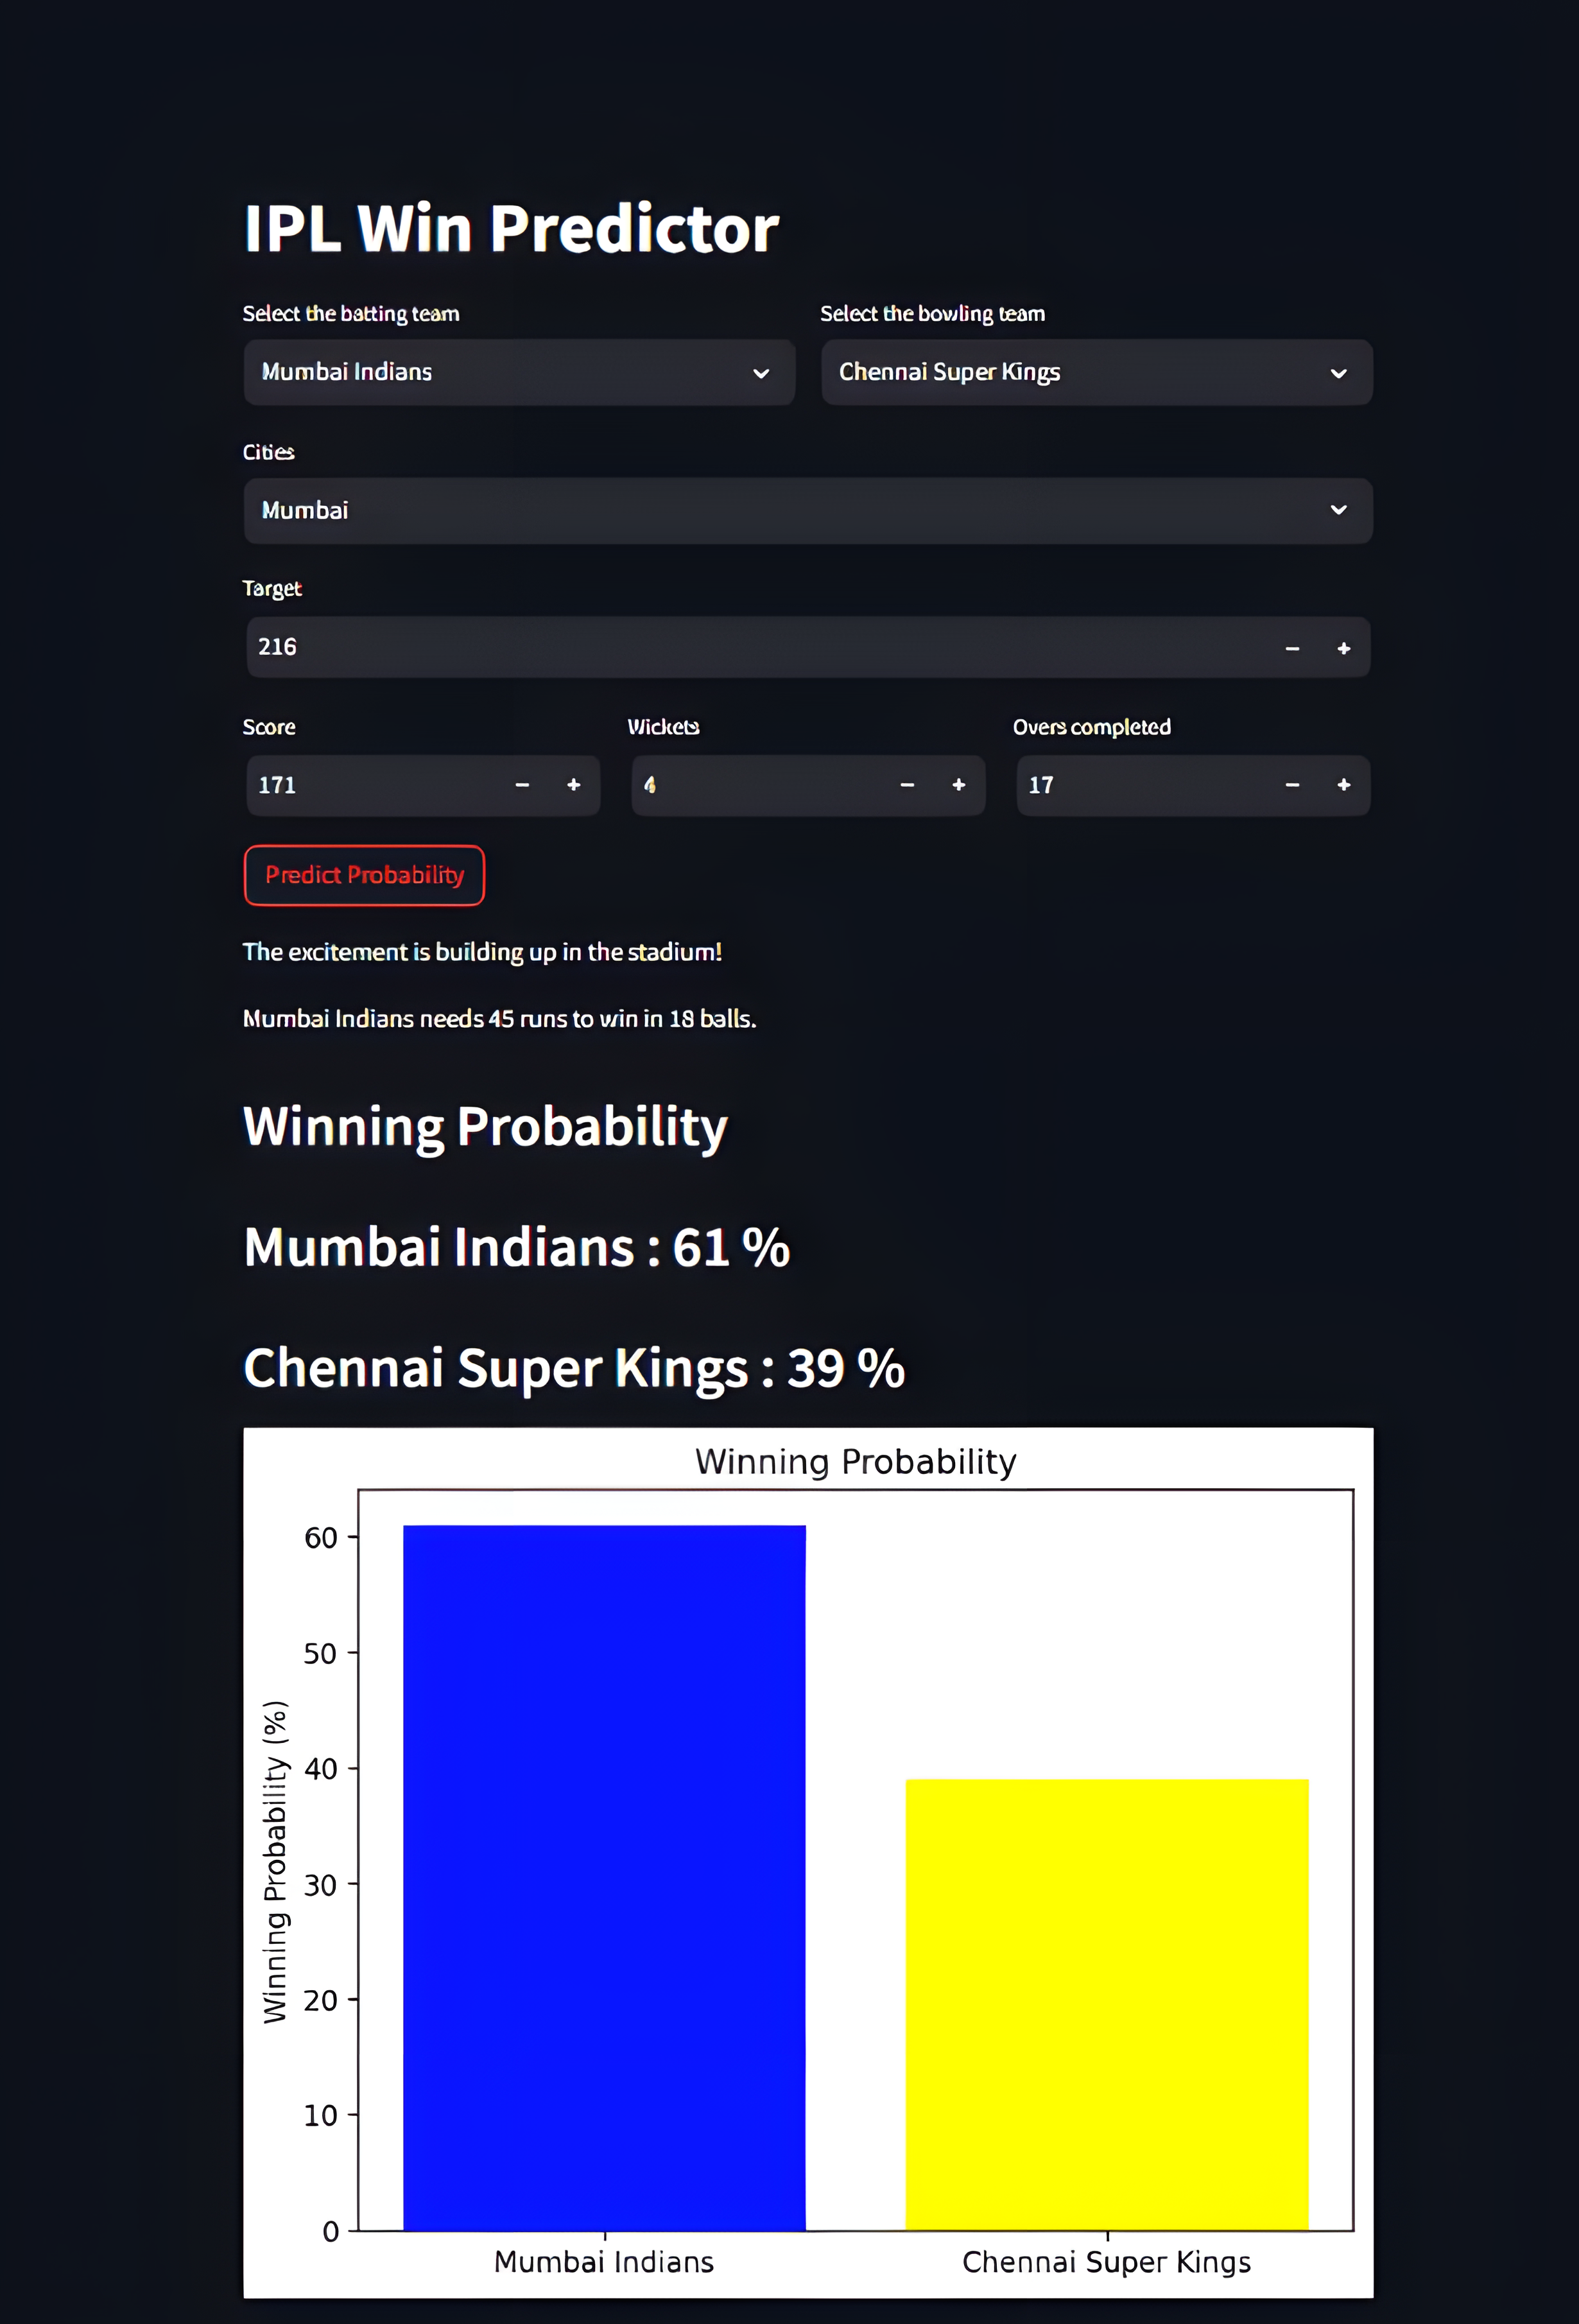 IPL Win Predictor
Select the batting team
Select the bowling team
Mumbai Indians
Chennai Super Kings
Cities
Mumbai
Target
216
- +
Score
Wickets
Overs completed
171 - +
4 - +
17 - +
Predict Probability
The excitement is building up in the stadium!
Mumbai Indians needs 45 runs to win in 18 balls.
Winning Probability
Mumbai Indians : 61 %
Chennai Super Kings : 39 %
Winning Probability
Winning Probability (%)
60
50
40
30
20
10
0
Mumbai Indians
Chennai Super Kings